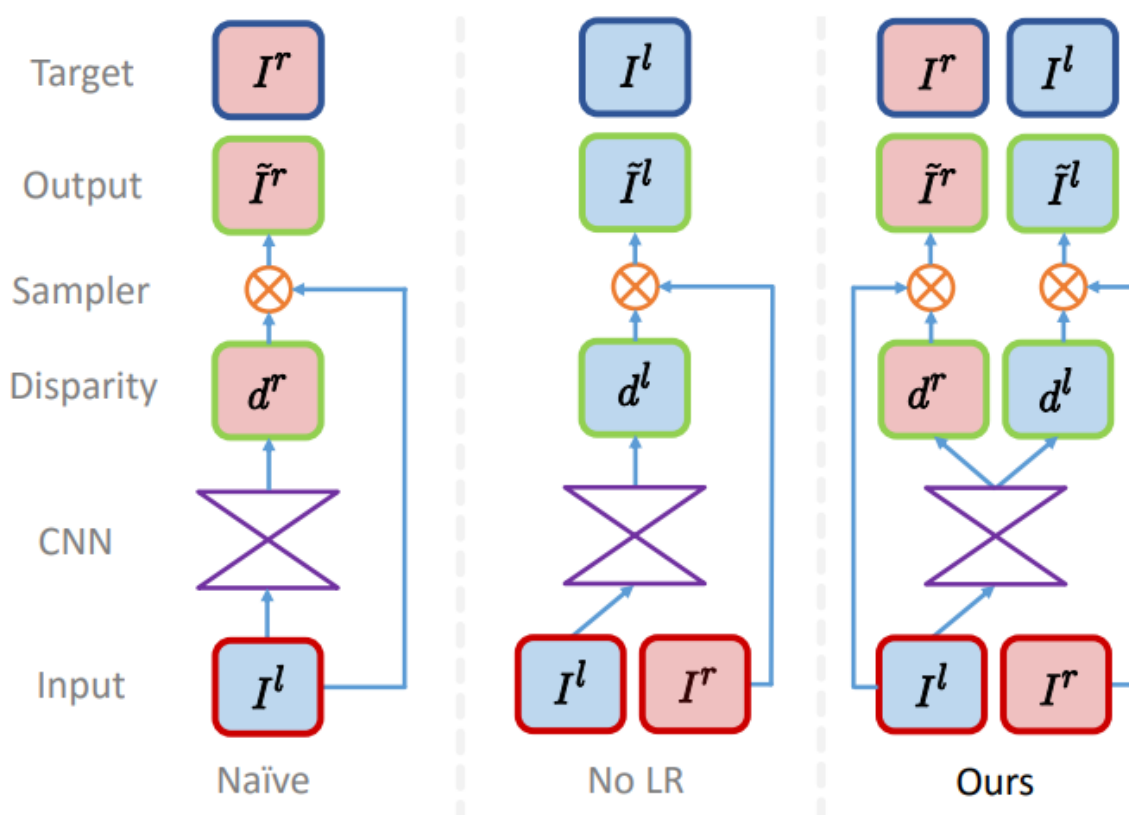 Target I^r I^l I^r I^l
Output Ĩ^r Ĩ^l Ĩ^r Ĩ^l
Sampler
Disparity d^r d^l d^r d^l
CNN
Input I^l I^l I^r I^l I^r
Naïve No LR Ours